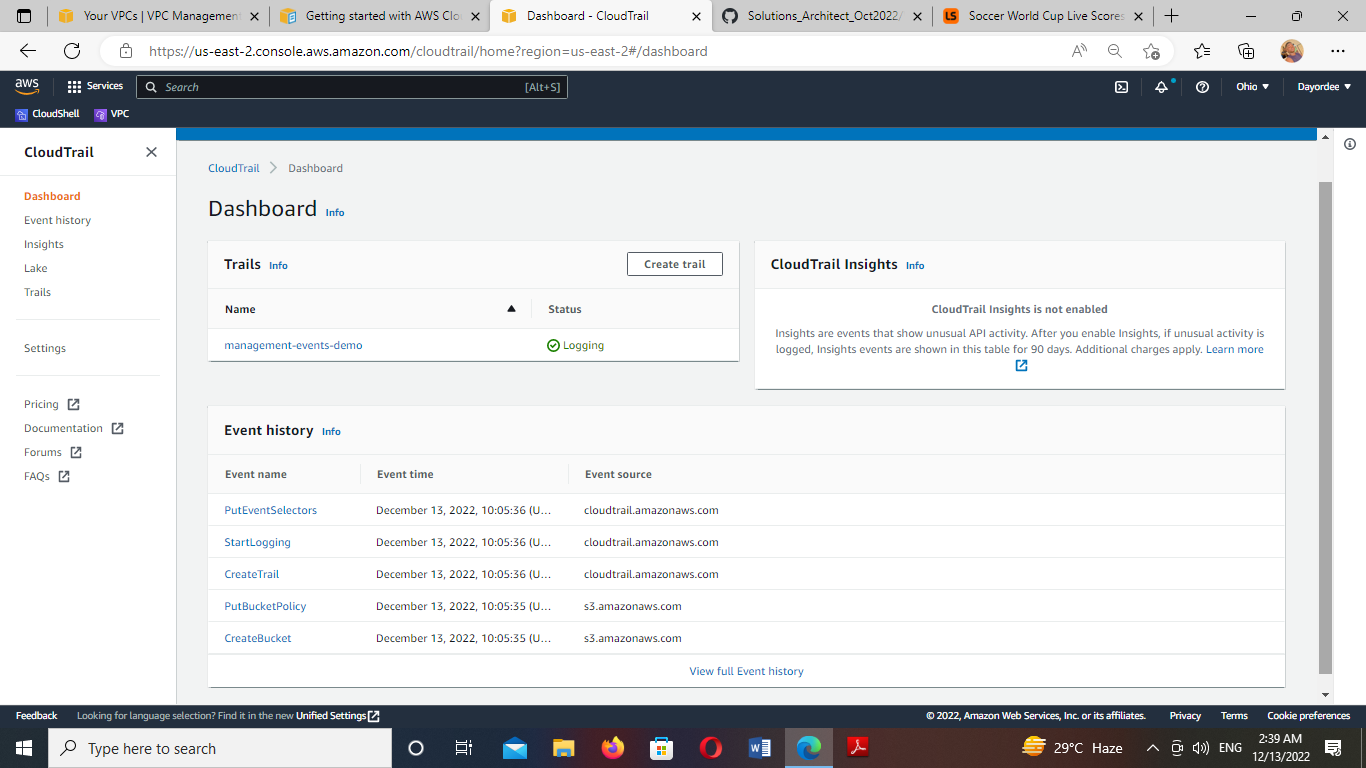 Your VPCs | VPC Management
Getting started with AWS Clo
Dashboard - CloudTrail
Solutions_Architect_Oct2022/
LS Soccer World Cup Live Scores
https://us-east-2.console.aws.amazon.com/cloudtrail/home?region=us-east-2#/dashboard
aws Services Search [Alt+S] Ohio Dayordee
CloudShell VPC
CloudTrail
Dashboard
Event history
Insights
Lake
Trails
Settings
Pricing
Documentation
Forums
FAQs
CloudTrail Dashboard
Dashboard Info
Trails Info Create trail
Name Status
management-events-demo Logging
CloudTrail Insights Info
CloudTrail Insights is not enabled
Insights are events that show unusual API activity. After you enable Insights, if unusual activity is
logged, Insights events are shown in this table for 90 days. Additional charges apply. Learn more
Event history Info
Event name Event time Event source
PutEventSelectors December 13, 2022, 10:05:36 (U... cloudtrail.amazonaws.com
StartLogging December 13, 2022, 10:05:36 (U... cloudtrail.amazonaws.com
CreateTrail December 13, 2022, 10:05:36 (U... cloudtrail.amazonaws.com
PutBucketPolicy December 13, 2022, 10:05:35 (U... s3.amazonaws.com
CreateBucket December 13, 2022, 10:05:35 (U... s3.amazonaws.com
View full Event history
Feedback Looking for language selection? Find it in the new Unified Settings © 2022, Amazon Web Services, Inc. or its affiliates. Privacy Terms Cookie preferences
Type here to search 29°C Haze ENG 2:39 AM
12/13/2022